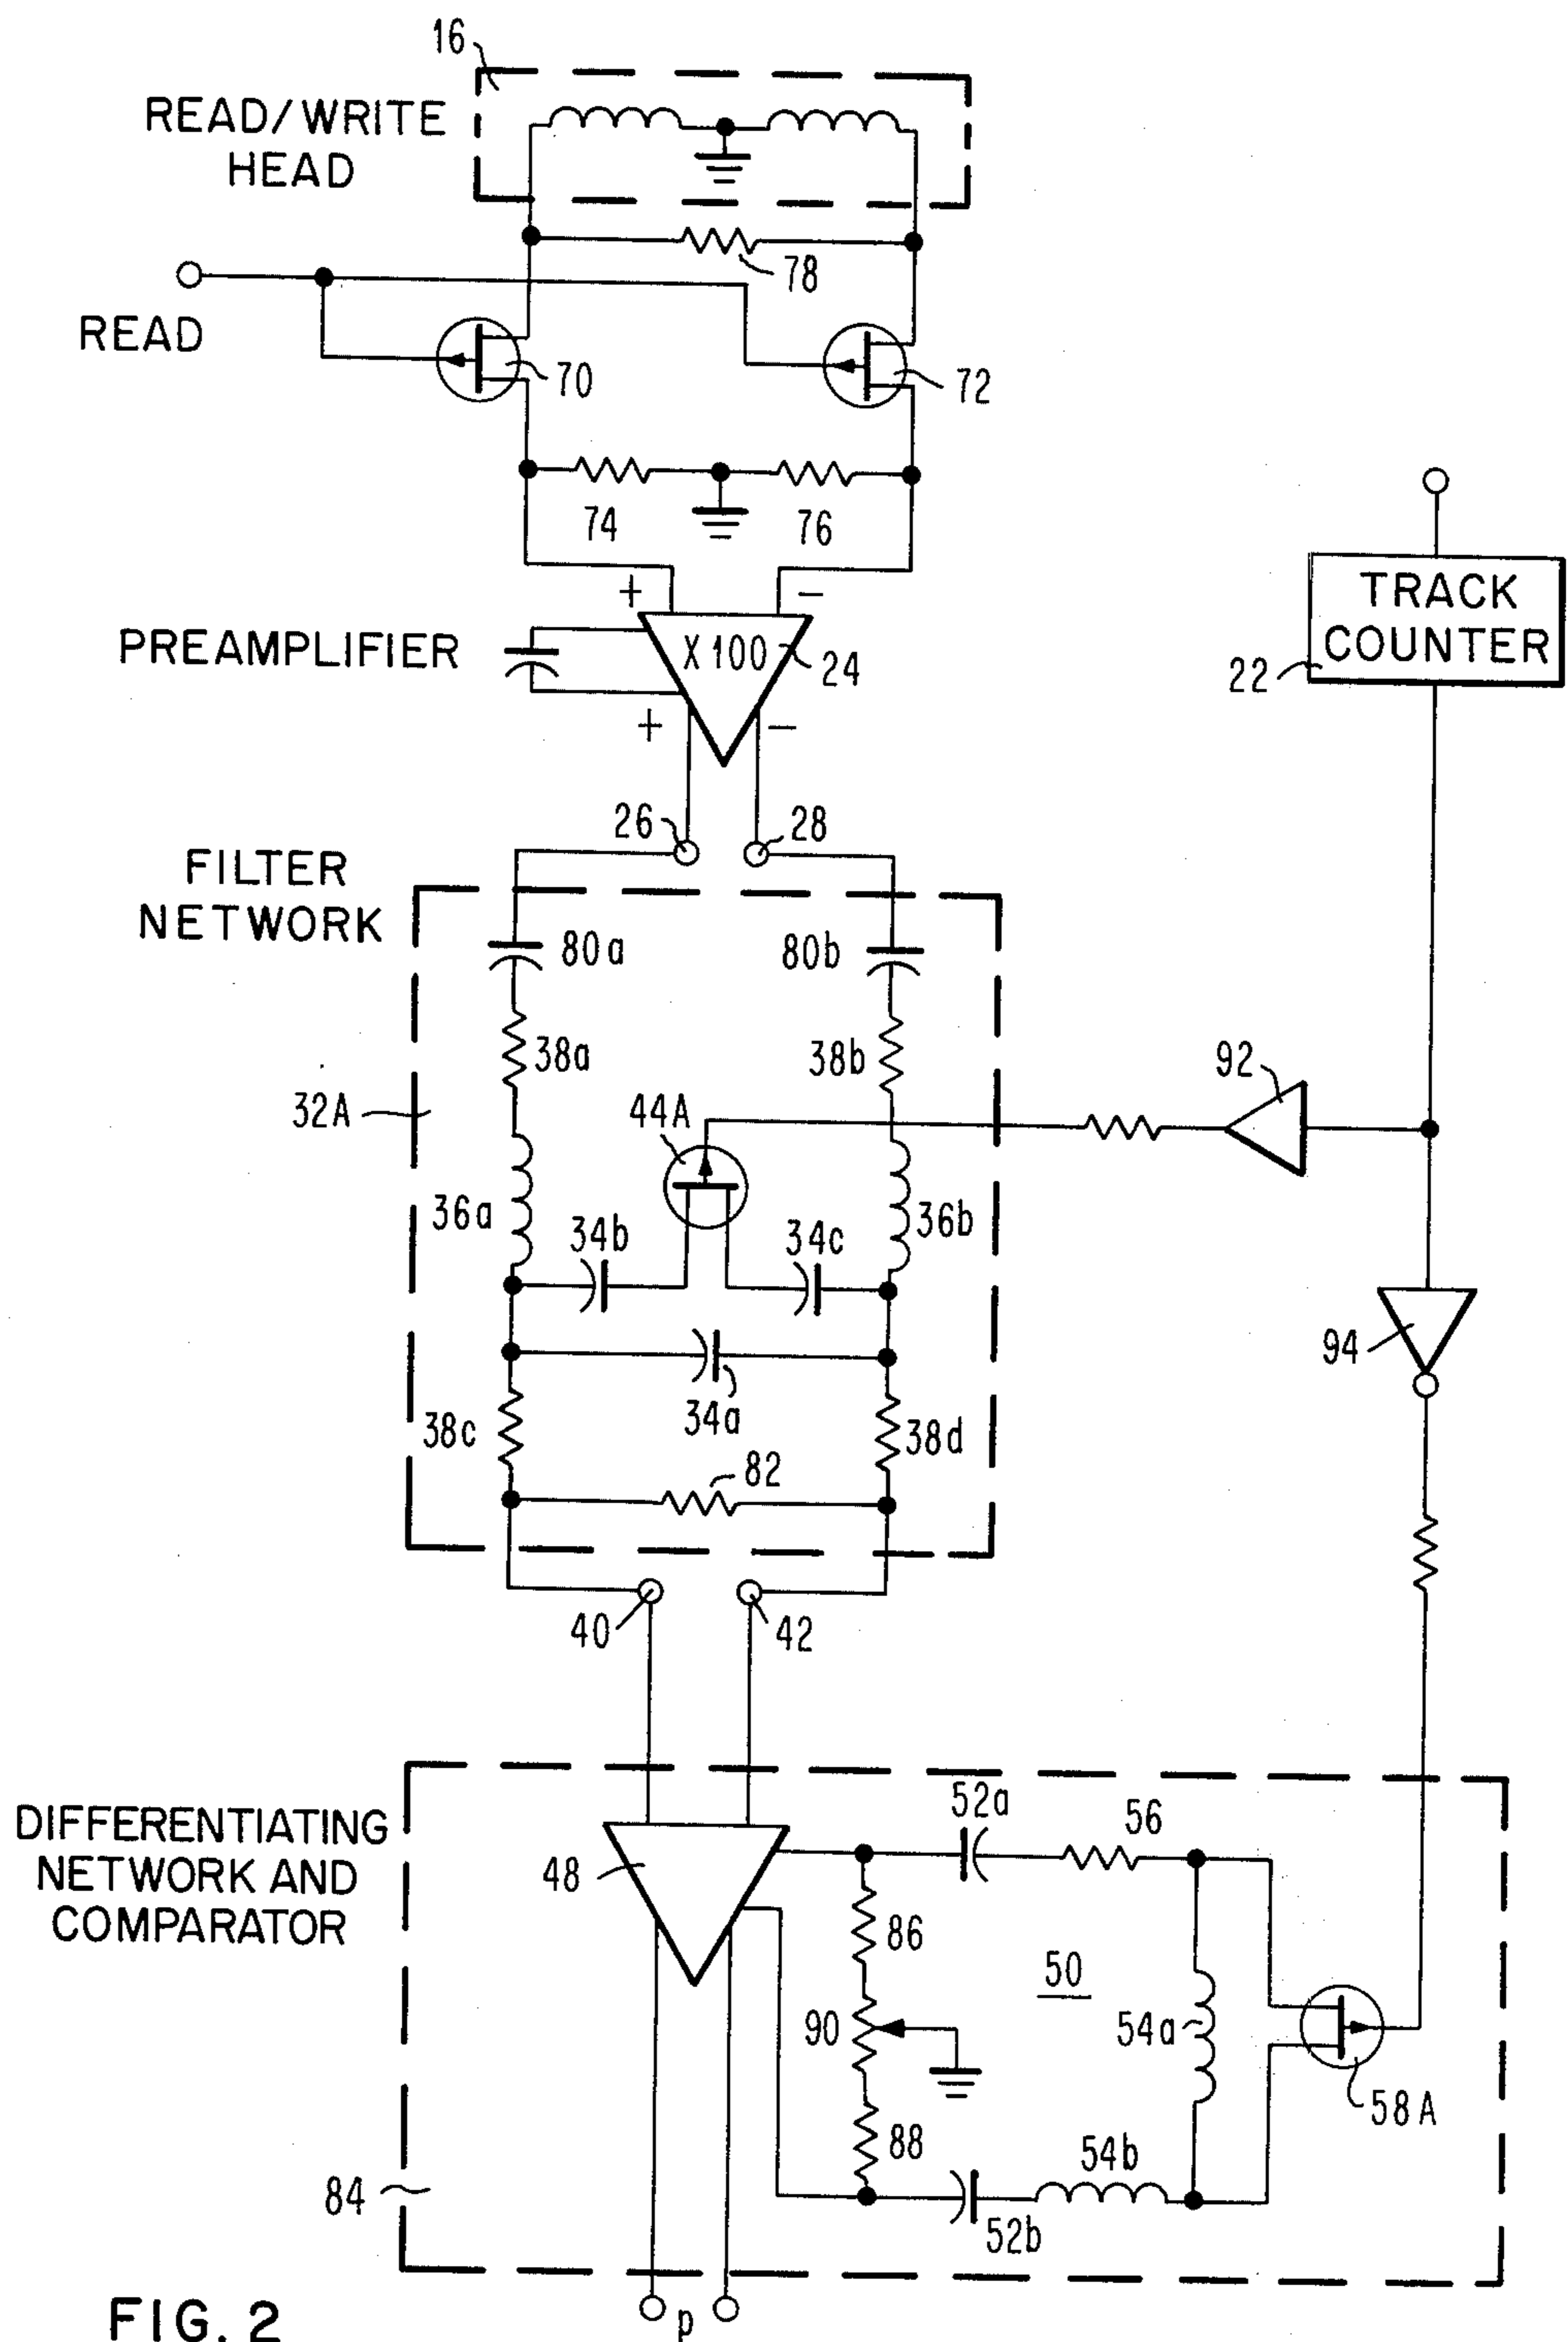 16
READ/WRITE
HEAD
78
READ
70
72
74
76
+
−
PREAMPLIFIER
X 100
24
+
−
TRACK
COUNTER
22
26
28
FILTER
NETWORK
80a
80b
38a
38b
92
32A
44A
36a
36b
34b
34c
94
34a
38c
38d
82
40
42
DIFFERENTIATING
NETWORK AND
COMPARATOR
52a
56
48
86
50
90
54a
58A
88
54b
84
52b
FIG. 2
p